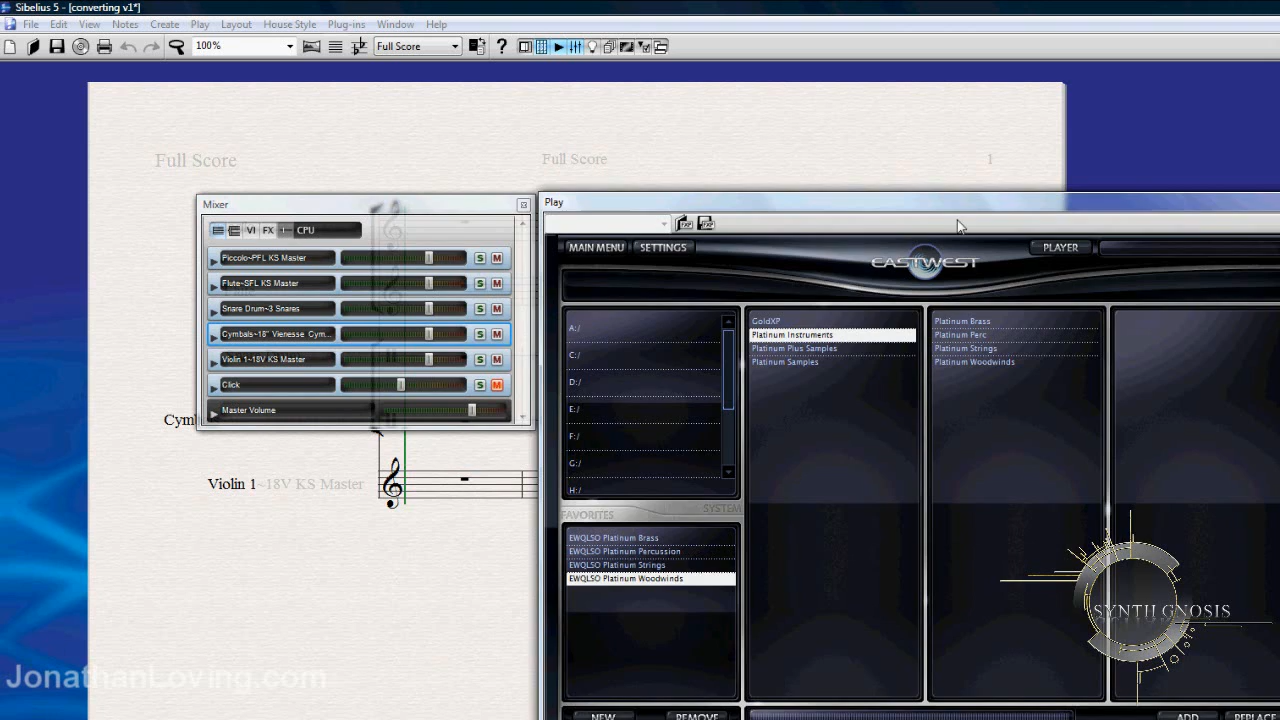 Sibelius 5 - [converting v1*]
File Edit View Notes Create Play Layout House Style Plug-ins Window Help
100% Full Score
Full Score Full Score 1
Mixer
VI FX CPU
Piccolo~PFL KS Master S M
Flute~SFL KS Master S M
Snare Drum~3 Snares S M
Cymbals~18" Vienesse Cym... S M
Violin 1~18V KS Master S M
Click S M
Master Volume
Cym
Violin 1~18V KS Master
Play
FXP FXP
MAIN MENU SETTINGS PLAYER
EASTWEST
A:/
C:/
D:/
E:/
F:/
G:/
H:/
GoldXP
Platinum Instruments
Platinum Plus Samples
Platinum Samples
Platinum Brass
Platinum Perc
Platinum Strings
Platinum Woodwinds
FAVORITES SYSTEM
EWQLSO Platinum Brass
EWQLSO Platinum Percussion
EWQLSO Platinum Strings
EWQLSO Platinum Woodwinds
NEW REMOVE ADD REPLACE
SYNTH GNOSIS
JonathanLoving.com